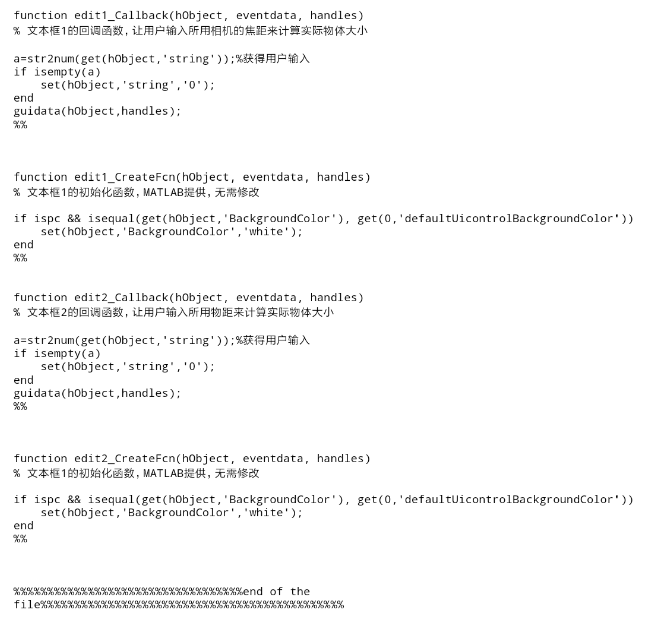 function edit1_Callback(hObject, eventdata, handles)
% 文本框1的回调函数，让用户输入所用相机的焦距来计算实际物体大小
a=str2num(get(hObject,'string'));%获得用户输入
if isempty(a)
    set(hObject,'string','0');
end
guidata(hObject,handles);
%%
function edit1_CreateFcn(hObject, eventdata, handles)
% 文本框1的初始化函数，MATLAB提供，无需修改
if ispc && isequal(get(hObject,'BackgroundColor'), get(0,'defaultUicontrolBackgroundColor'))
    set(hObject,'BackgroundColor','white');
end
%%
function edit2_Callback(hObject, eventdata, handles)
% 文本框2的回调函数，让用户输入所用物距来计算实际物体大小
a=str2num(get(hObject,'string'));%获得用户输入
if isempty(a)
    set(hObject,'string','0');
end
guidata(hObject,handles);
%%
function edit2_CreateFcn(hObject, eventdata, handles)
% 文本框1的初始化函数，MATLAB提供，无需修改
if ispc && isequal(get(hObject,'BackgroundColor'), get(0,'defaultUicontrolBackgroundColor'))
    set(hObject,'BackgroundColor','white');
end
%%
%%%%%%%%%%%%%%%%%%%%%%%%%%%%%%%%%%end of the
file%%%%%%%%%%%%%%%%%%%%%%%%%%%%%%%%%%%%%%%%%%%%%